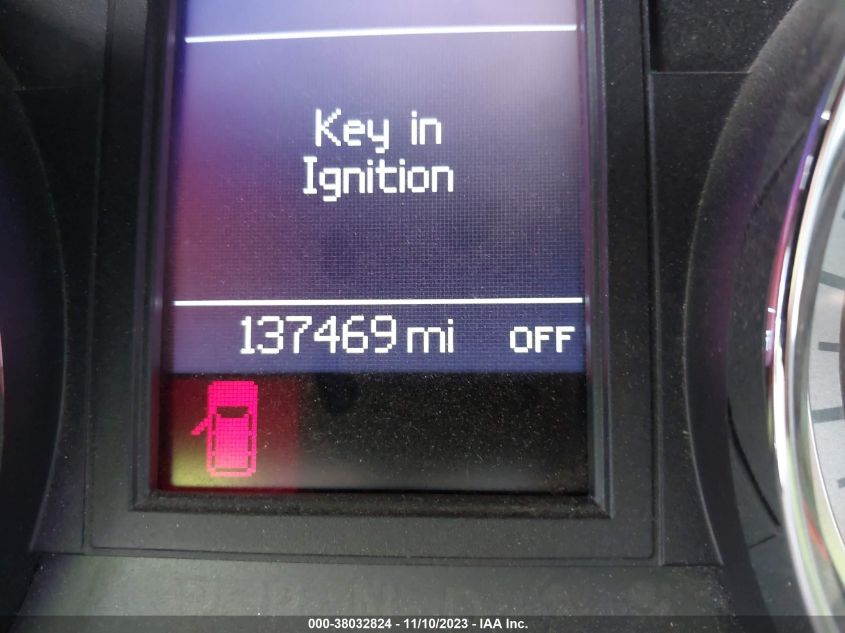 Key in
Ignition
137469 mi OFF
000-38032824 - 11/10/2023 - IAA Inc.